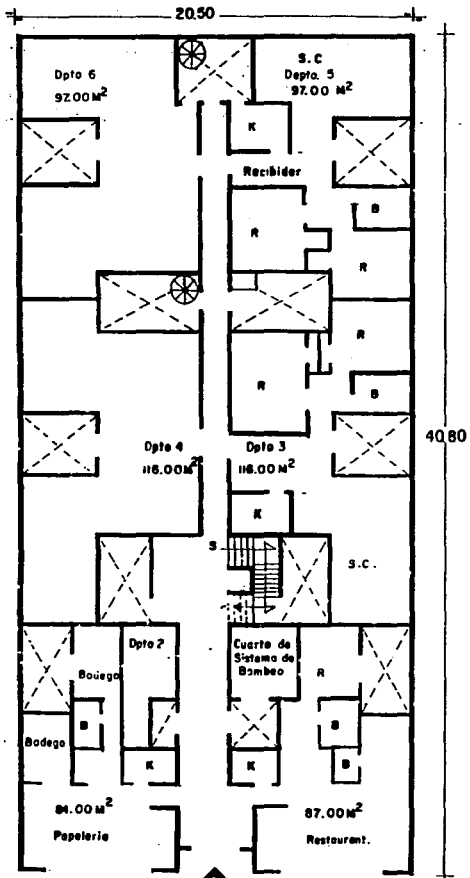 20.50
Dpto 6
97.00 M2
S.C
Depto. 5
97.00 M2
K
Recibidor
B
R
R
R
R
B
40.80
Dpto 4
116.00 M2
Dpto 3
116.00 M2
K
S
S.C.
Dpto 2
Cuarto de
Sistema de
Bombeo
Bodega
R
B
B
Bodega
K
K
B
84.00 M2
Papeleria
87.00 M2
Restaurant.